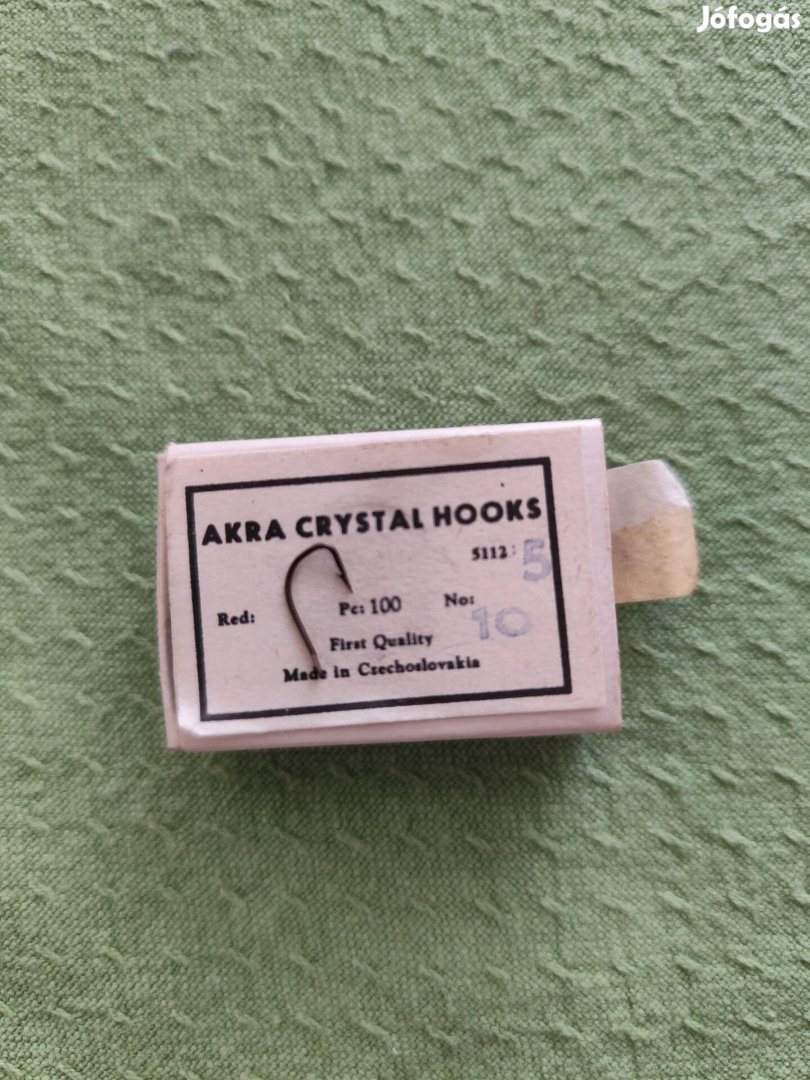 Jófogás
AKRA CRYSTAL HOOKS
5112: 5
Red: Pc: 100 No: 10
First Quality
Made in Czechoslovakia